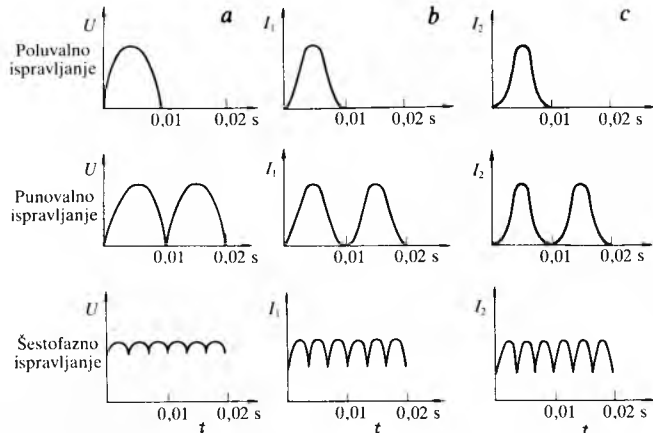 U a I₁ b I₂ c
Poluvalno
ispravljanje
0,01 0,02 s 0,01 0,02 s 0,01 0,02 s
U I₁ I₂
Punovalno
ispravljanje
0,01 0,02 s 0,01 0,02 s 0,01 0,02 s
U I₁ I₂
Šestofazno
ispravljanje
0,01 0,02 s 0,01 0,02 s 0,01 0,02 s
t t t